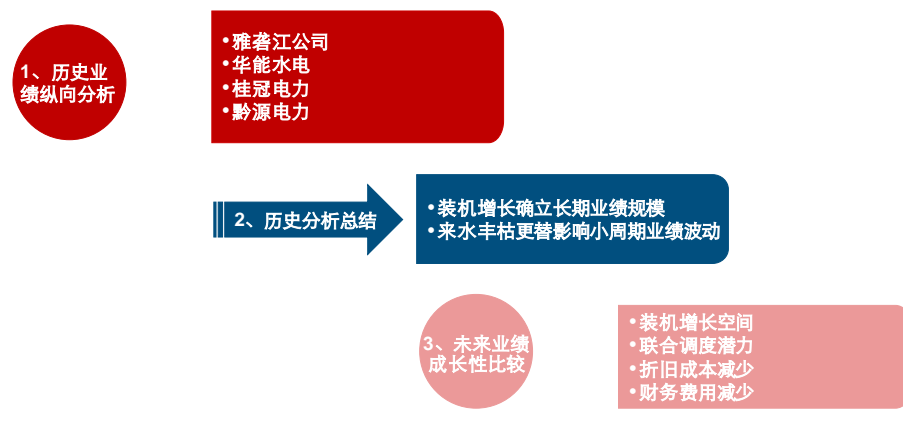 1、历史业
绩纵向分析
•雅砻江公司
•华能水电
•桂冠电力
•黔源电力
2、历史分析总结
•装机增长确立长期业绩规模
•来水丰枯更替影响小周期业绩波动
3、未来业绩
成长性比较
•装机增长空间
•联合调度潜力
•折旧成本减少
•财务费用减少